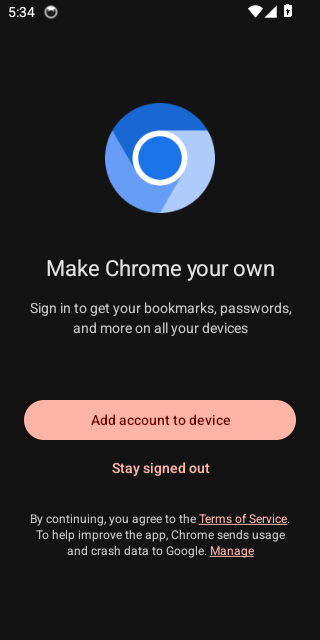 5:34
Make Chrome your own
Sign in to get your bookmarks, passwords,
and more on all your devices
Add account to device
Stay signed out
By continuing, you agree to the Terms of Service.
To help improve the app, Chrome sends usage
and crash data to Google. Manage